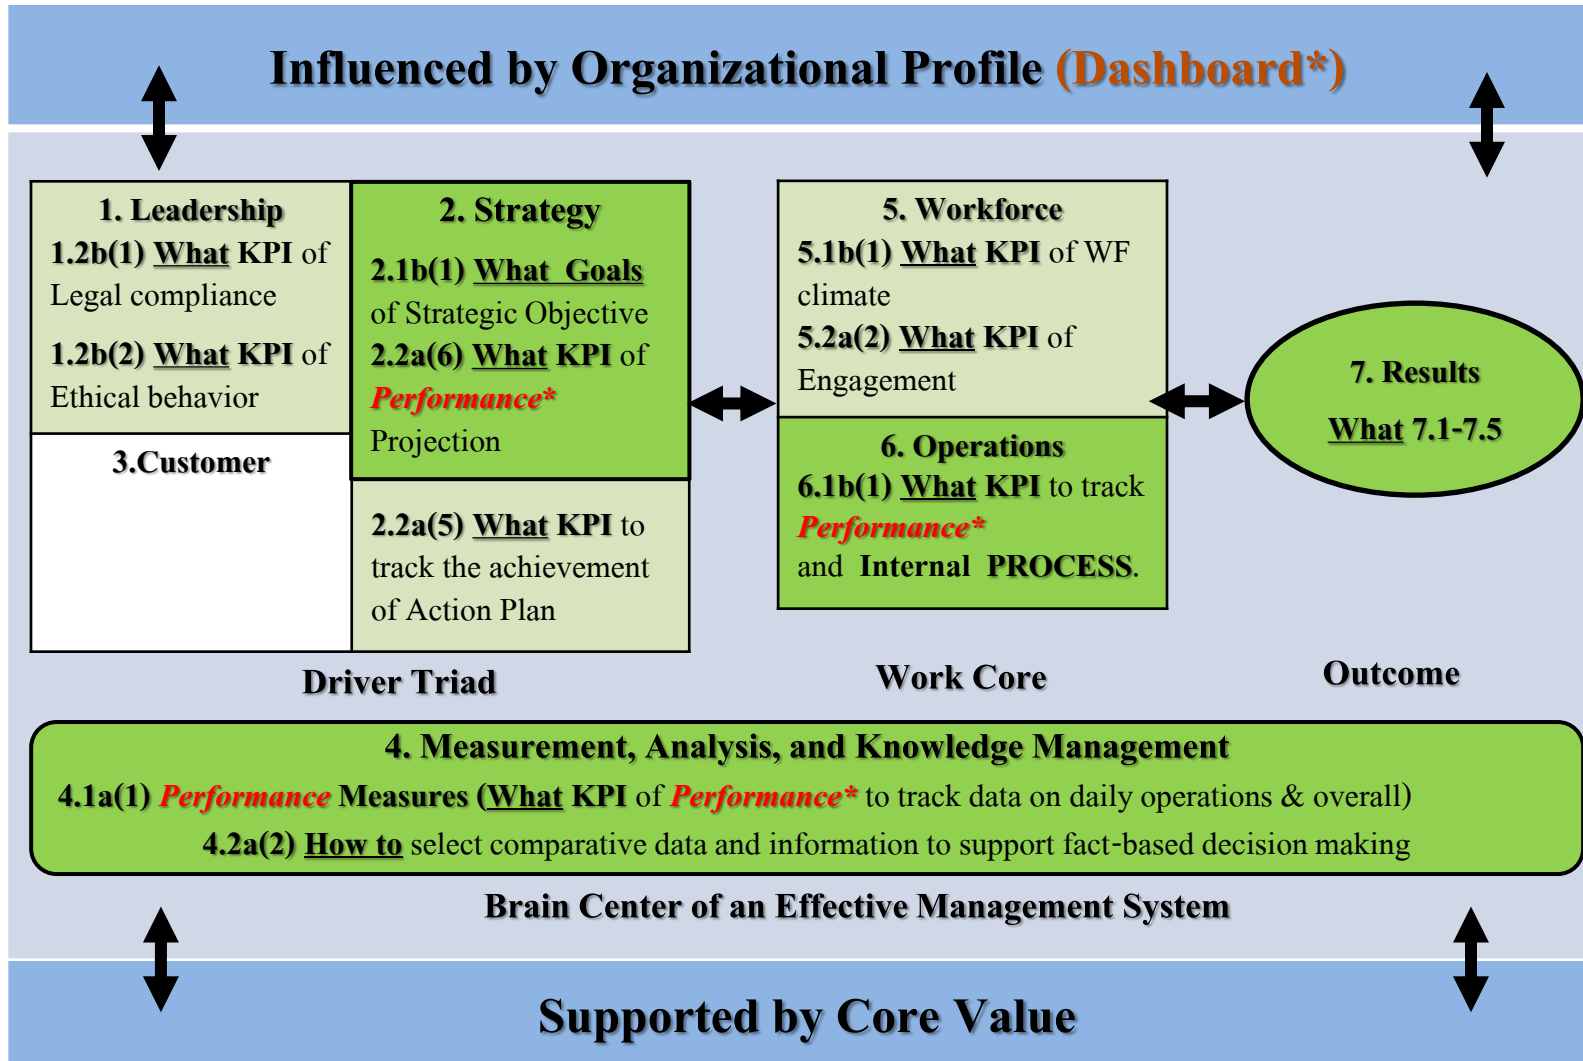 Influenced by Organizational Profile (Dashboard*)
1. Leadership
1.2b(1) What KPI of
Legal compliance
1.2b(2) What KPI of
Ethical behavior
2. Strategy
2.1b(1) What Goals
of Strategic Objective
2.2a(6) What KPI of
Performance*
Projection
3.Customer
2.2a(5) What KPI to
track the achievement
of Action Plan
Driver Triad
5. Workforce
5.1b(1) What KPI of WF
climate
5.2a(2) What KPI of
Engagement
6. Operations
6.1b(1) What KPI to track
Performance*
and Internal PROCESS.
Work Core
7. Results
What 7.1-7.5
Outcome
4. Measurement, Analysis, and Knowledge Management
4.1a(1) Performance Measures (What KPI of Performance* to track data on daily operations & overall)
4.2a(2) How to select comparative data and information to support fact-based decision making
Brain Center of an Effective Management System
Supported by Core Value